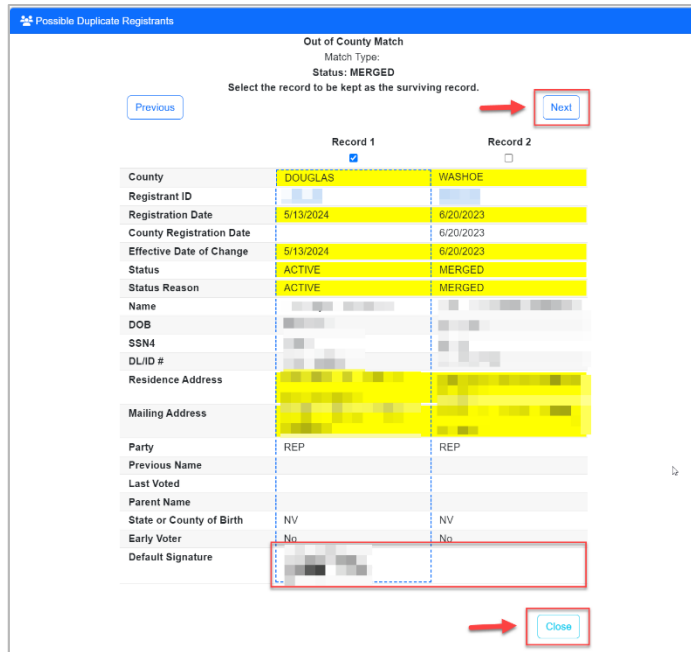 Possible Duplicate Registrants
Out of County Match
Match Type:
Status: MERGED
Select the record to be kept as the surviving record.
Previous
Next
Record 1 Record 2
County DOUGLAS WASHOE
Registrant ID
Registration Date 5/13/2024 6/20/2023
County Registration Date 6/20/2023
Effective Date of Change 5/13/2024 6/20/2023
Status ACTIVE MERGED
Status Reason ACTIVE MERGED
Name
DOB
SSN4
DL/ID #
Residence Address
Mailing Address
Party REP REP
Previous Name
Last Voted
Parent Name
State or County of Birth NV NV
Early Voter No No
Default Signature
Close